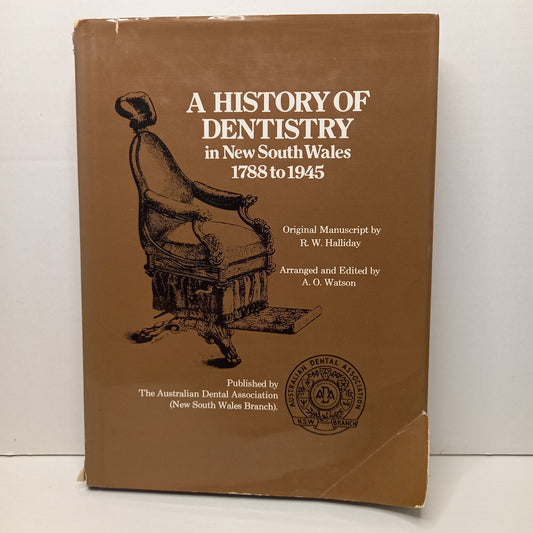 A HISTORY OF
DENTISTRY
in New South Wales
1788 to 1945
Original Manuscript by
R. W. Halliday
Arranged and Edited by
A. O. Watson
Published by
The Australian Dental Association
(New South Wales Branch).
AUSTRALIAN DENTAL ASSOCIATION
ADA
N.S.W. BRANCH